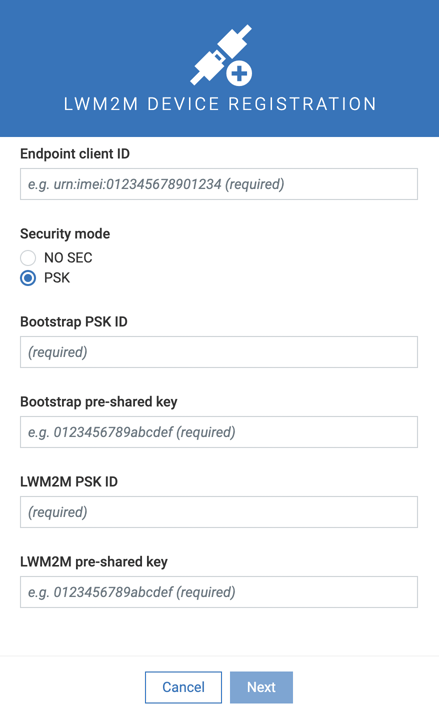 LWM2M DEVICE REGISTRATION
Endpoint client ID
e.g. urn:imei:012345678901234 (required)
Security mode
NO SEC
PSK
Bootstrap PSK ID
(required)
Bootstrap pre-shared key
e.g. 0123456789abcdef (required)
LWM2M PSK ID
(required)
LWM2M pre-shared key
e.g. 0123456789abcdef (required)
Cancel Next